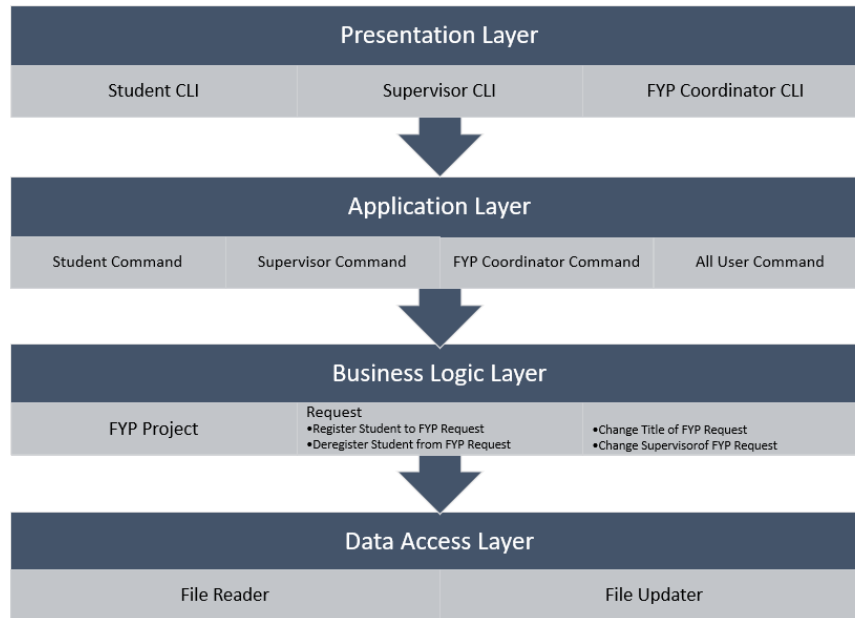 Presentation Layer
Student CLI
Supervisor CLI
FYP Coordinator CLI
Application Layer
Student Command
Supervisor Command
FYP Coordinator Command
All User Command
Business Logic Layer
FYP Project
Request
•Register Student to FYP Request
•Deregister Student from FYP Request
•Change Title of FYP Request
•Change Supervisorof FYP Request
Data Access Layer
File Reader
File Updater